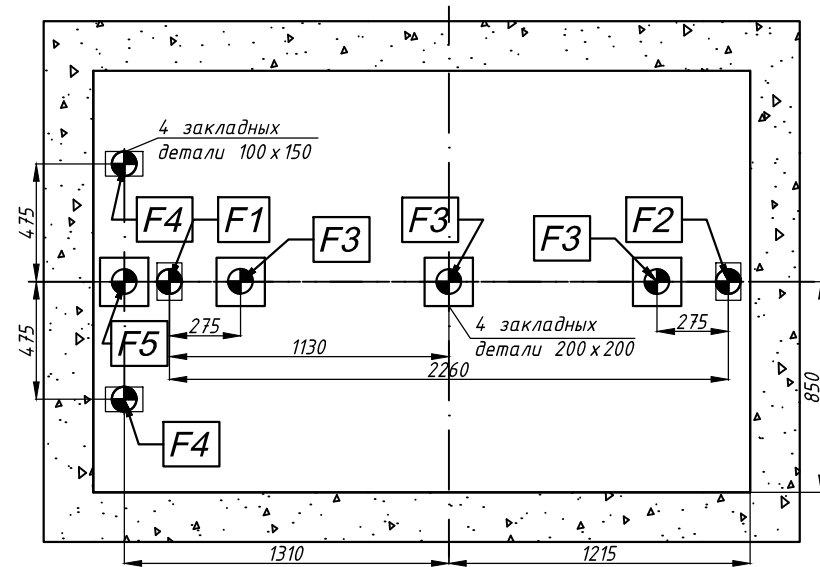 4 закладных
детали 100 x 150
475
F4
F1
F3
F3
F3
F2
F5
475
275
1130
2260
4 закладных
детали 200 x 200
275
850
F4
1310
1215